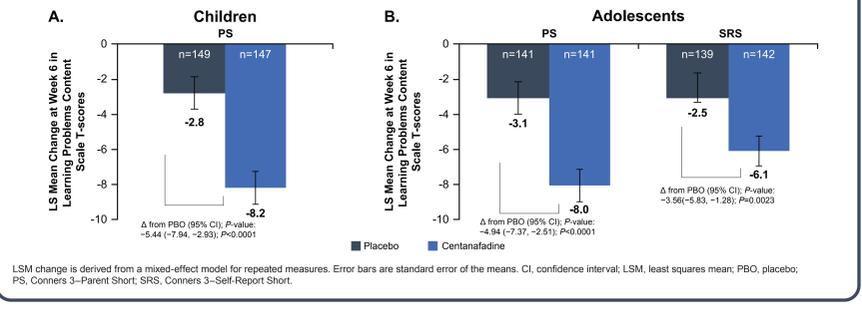 A. Children
PS
LS Mean Change at Week 6 in
Learning Problems Content
Scale T-scores
0
-2
-4
-6
-8
-10
n=149 n=147
-2.8
-8.2
Δ from PBO (95% CI); P-value:
−5.44 (−7.94, −2.93); P<0.0001
B. Adolescents
PS SRS
LS Mean Change at Week 6 in
Learning Problems Content
Scale T-scores
0
-2
-4
-6
-8
-10
n=141 n=141
-3.1
-8.0
Δ from PBO (95% CI); P-value:
−4.94 (−7.37, −2.51); P<0.0001
n=139 n=142
-2.5
-6.1
Δ from PBO (95% CI); P-value:
−3.56(−5.83, −1.28); P=0.0023
Placebo Centanafadine
LSM change is derived from a mixed-effect model for repeated measures. Error bars are standard error of the means. CI, confidence interval; LSM, least squares mean; PBO, placebo;
PS, Conners 3–Parent Short; SRS, Conners 3–Self-Report Short.